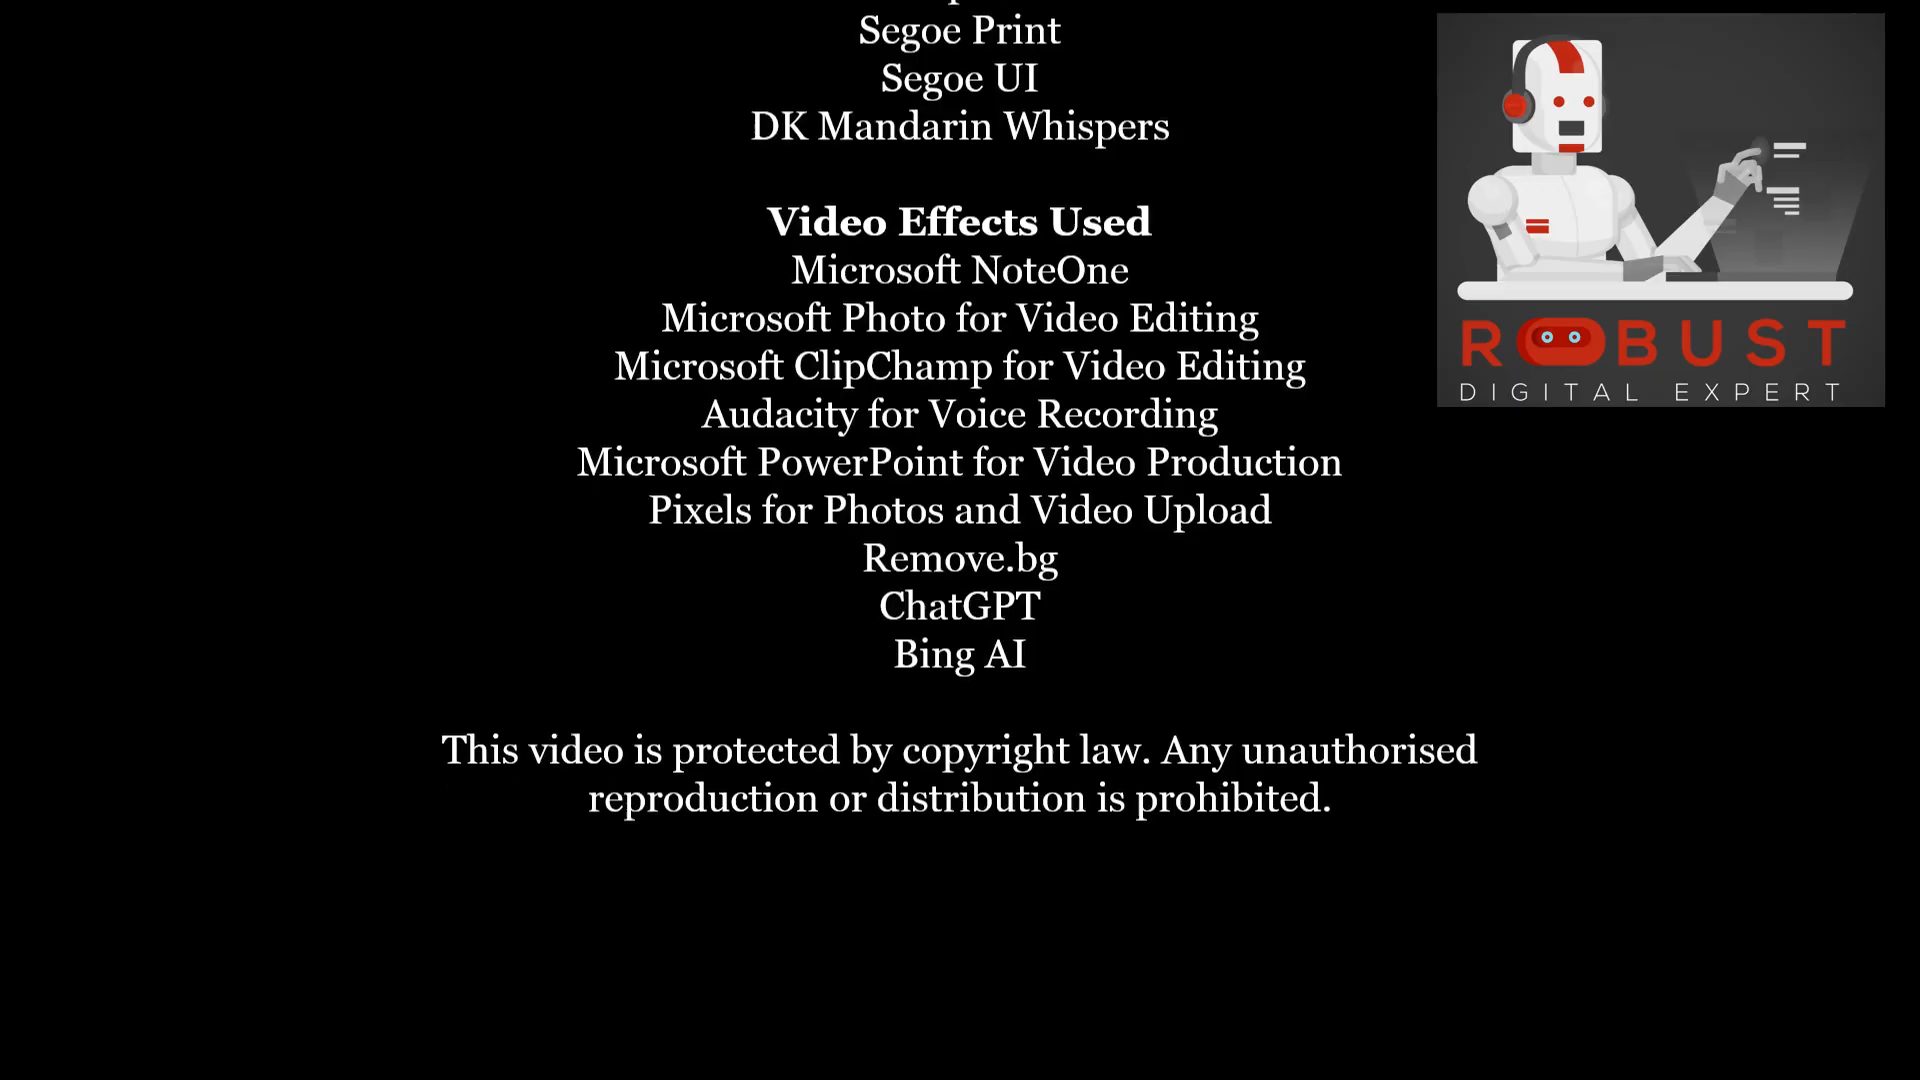 Segoe Print
Segoe UI
DK Mandarin Whispers
Video Effects Used
Microsoft NoteOne
Microsoft Photo for Video Editing
Microsoft ClipChamp for Video Editing
Audacity for Voice Recording
Microsoft PowerPoint for Video Production
Pixels for Photos and Video Upload
Remove.bg
ChatGPT
Bing AI
This video is protected by copyright law. Any unauthorised
reproduction or distribution is prohibited.
ROBUST
DIGITAL EXPERT